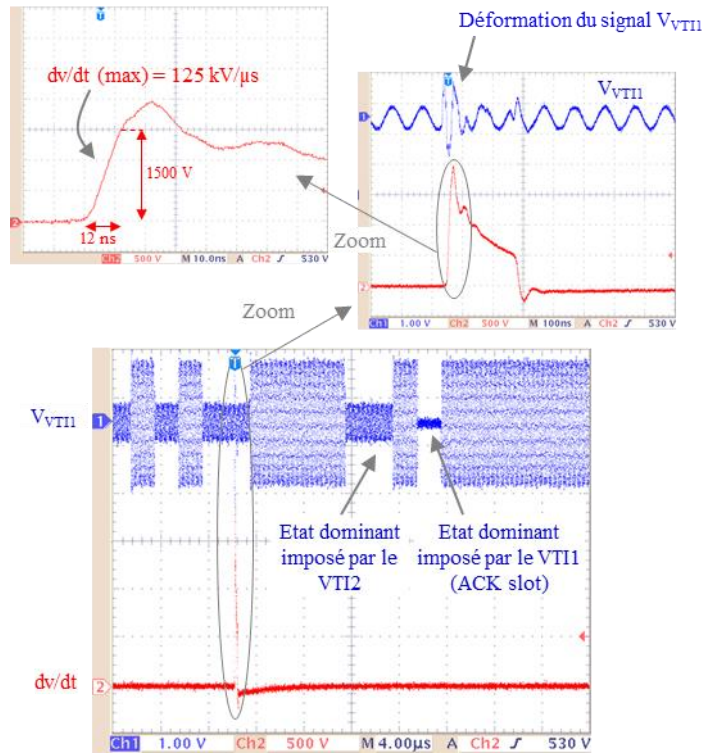 dv/dt (max) = 125 kV/µs
1500 V
12 ns
2
Ch2 500 V M 10.0ns A Ch2 ʃ 530 V
Déformation du signal VVTI1
VVTI1
1
2
Ch1 1.00 V Ch2 500 V M 100ns A Ch2 ʃ 530 V
Zoom
Zoom
T
VVTI1
1
Etat dominant
imposé par le
VTI2
Etat dominant
imposé par le VTI1
(ACK slot)
dv/dt
2
Ch1 1.00 V Ch2 500 V M 4.00µs A Ch2 ʃ 530 V